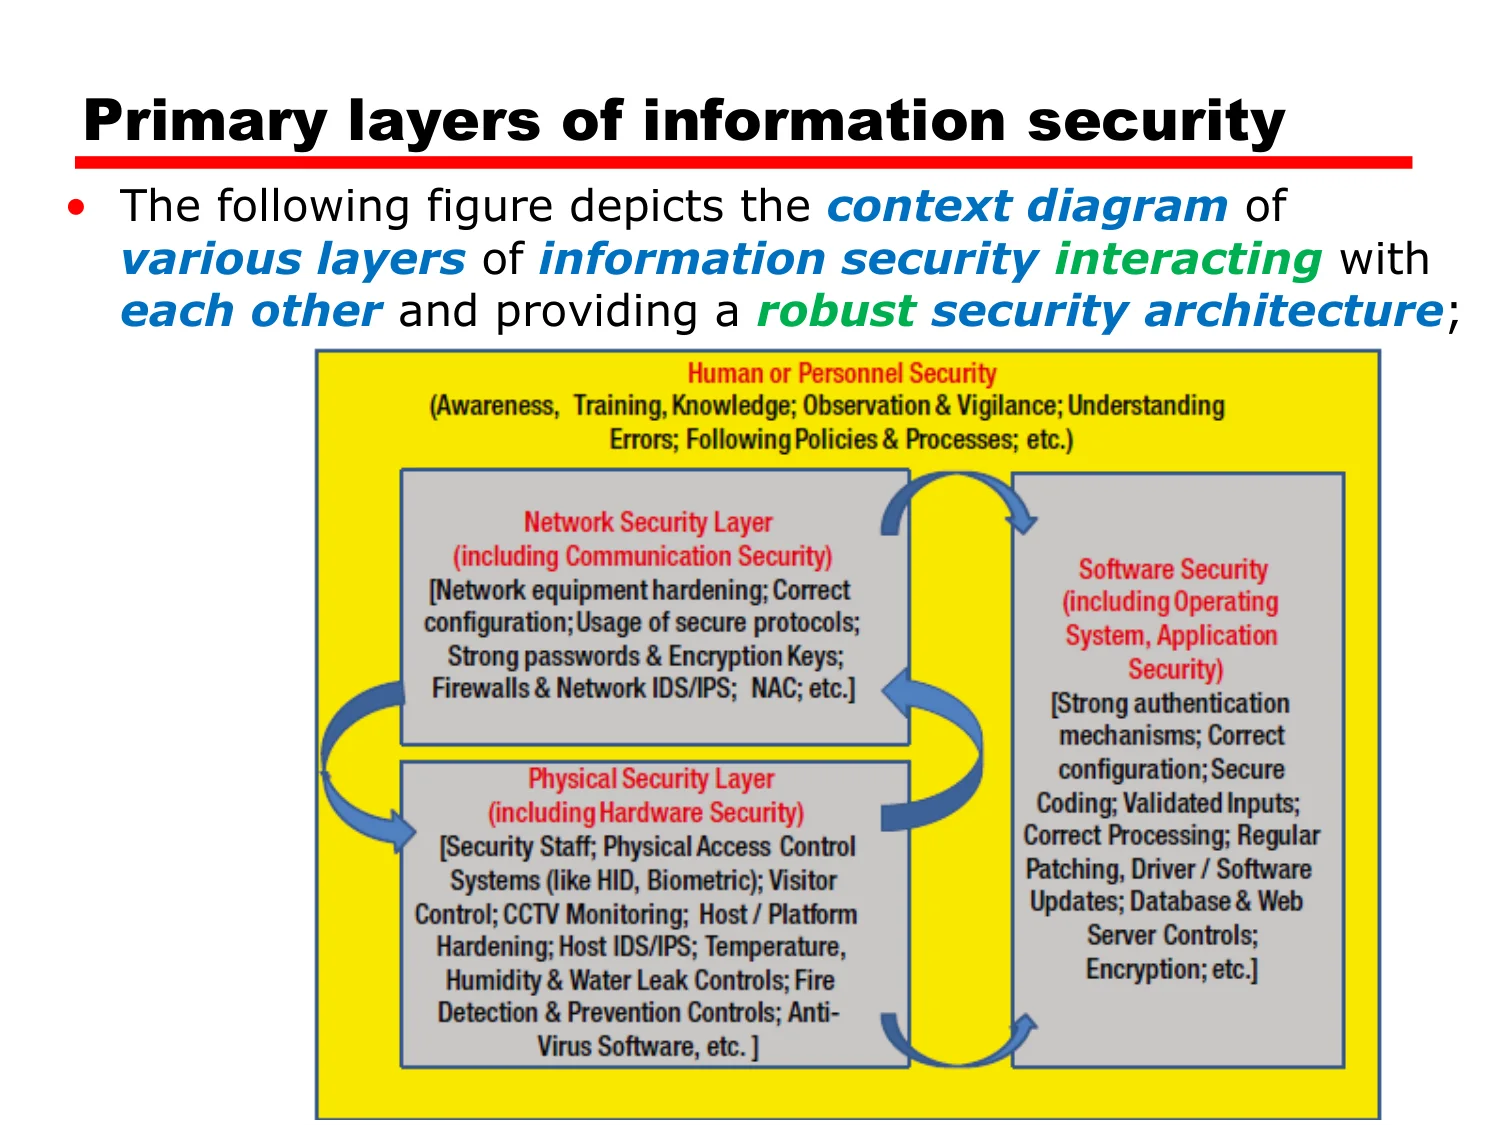 Primary layers of information security
• The following figure depicts the context diagram of
various layers of information security interacting with
each other and providing a robust security architecture;
Human or Personnel Security
(Awareness, Training, Knowledge; Observation & Vigilance; Understanding
Errors; Following Policies & Processes; etc.)
Network Security Layer
(including Communication Security)
[Network equipment hardening; Correct
configuration; Usage of secure protocols;
Strong passwords & Encryption Keys;
Firewalls & Network IDS/IPS; NAC; etc.]
Physical Security Layer
(including Hardware Security)
[Security Staff; Physical Access Control
Systems (like HID, Biometric); Visitor
Control; CCTV Monitoring; Host / Platform
Hardening; Host IDS/IPS; Temperature,
Humidity & Water Leak Controls; Fire
Detection & Prevention Controls; Anti-
Virus Software, etc. ]
Software Security
(including Operating
System, Application
Security)
[Strong authentication
mechanisms; Correct
configuration; Secure
Coding; Validated Inputs;
Correct Processing; Regular
Patching, Driver / Software
Updates; Database & Web
Server Controls;
Encryption; etc.]